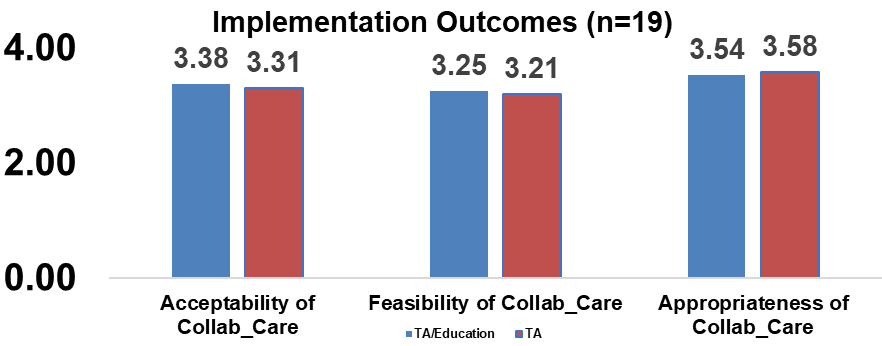 Implementation Outcomes (n=19)
4.00
2.00
0.00
3.38 3.31 3.25 3.21 3.54 3.58
Acceptability of Feasibility of Collab_Care Appropriateness of
Collab_Care Collab_Care
TA/Education TA